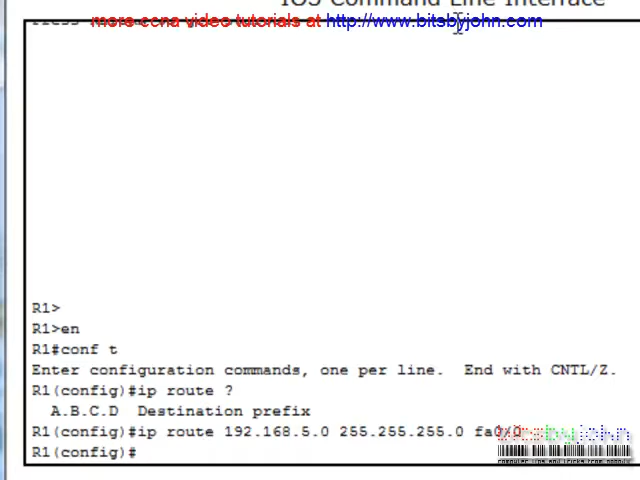 IOS Command Line Interface
more ccna video tutorials at http://www.bitsbyjohn.com
R1>
R1>en
R1#conf t
Enter configuration commands, one per line.  End with CNTL/Z.
R1(config)#ip route ?
  A.B.C.D  Destination prefix
R1(config)#ip route 192.168.5.0 255.255.255.0 fa0/0
bitsbyjohn
R1(config)#